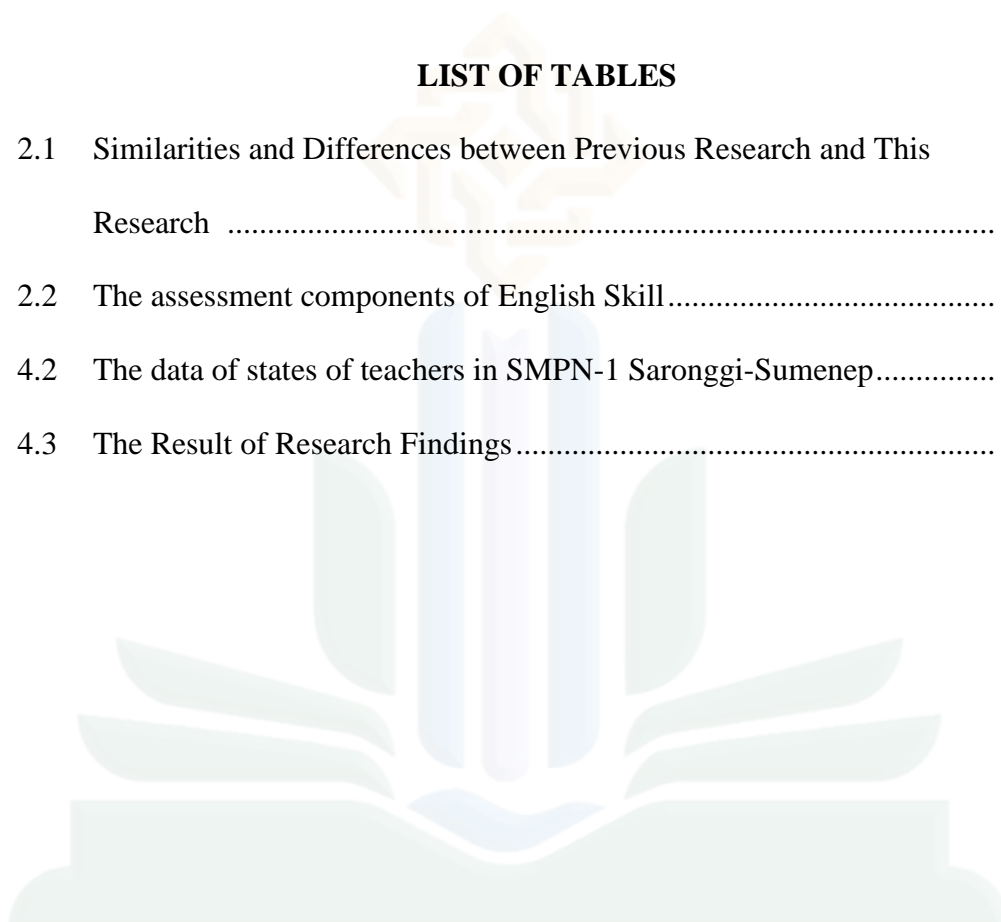 LIST OF TABLES
2.1 Similarities and Differences between Previous Research and This
Research ..................................................................................
2.2 The assessment components of English Skill...................................
4.2 The data of states of teachers in SMPN-1 Saronggi-Sumenep...............
4.3 The Result of Research Findings...................................................